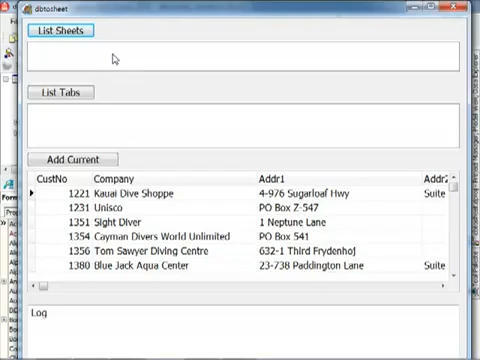 dbtosheet
List Sheets
List Tabs
Add Current
CustNo Company Addr1 Addr2
1221 Kauai Dive Shoppe 4-976 Sugarloaf Hwy Suite
1231 Unisco PO Box Z-547
1351 Sight Diver 1 Neptune Lane
1354 Cayman Divers World Unlimited PO Box 541
1356 Tom Sawyer Diving Centre 632-1 Third Frydenhoj
1380 Blue Jack Aqua Center 23-738 Paddington Lane Suite
Log